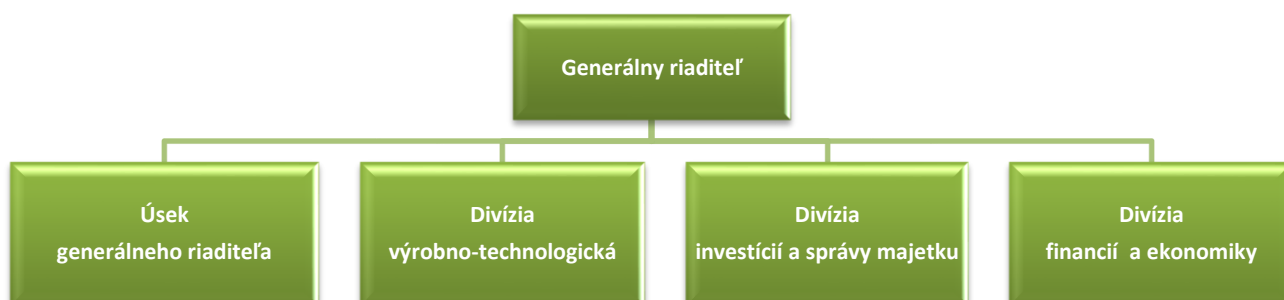 Generálny riaditeľ
Úsek
generálneho riaditeľa
Divízia
výrobno-technologická
Divízia
investícií a správy majetku
Divízia
financií a ekonomiky